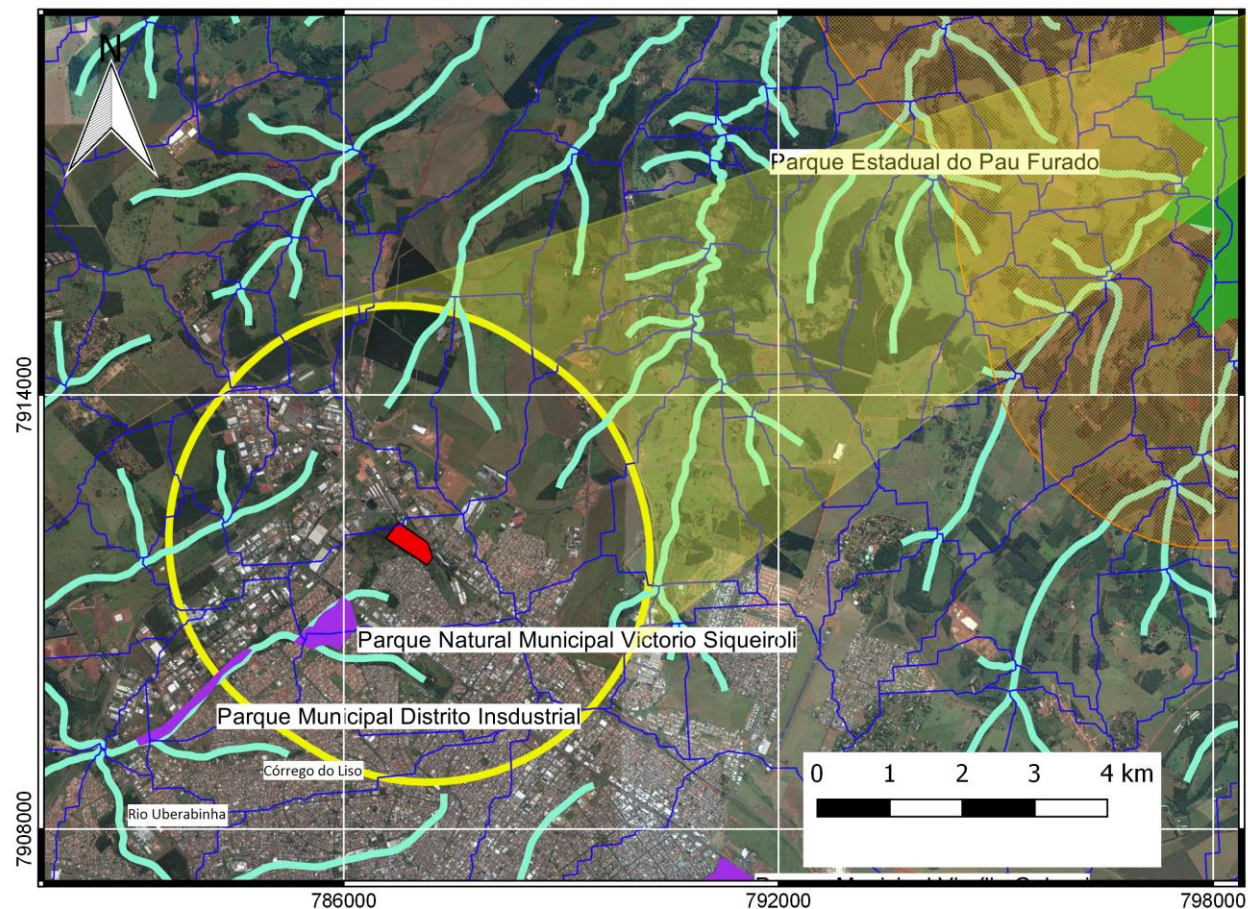 N
Parque Estadual do Pau Furado
7914000
Parque Natural Municipal Victorio Siqueiroli
Parque Municipal Distrito Insdustrial
Córrego do Liso
Rio Uberabinha
7908000
0 1 2 3 4 km
786000 792000 798000